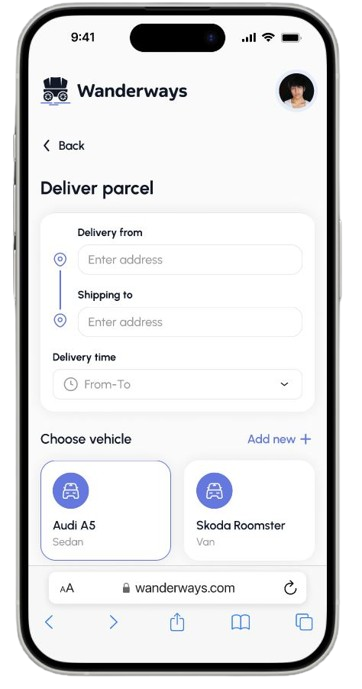 9:41
Wanderways
Back
Deliver parcel
Delivery from
Enter address
Shipping to
Enter address
Delivery time
From-To
Choose vehicle
Add new +
Audi A5
Sedan
Skoda Roomster
Van
AA
wanderways.com